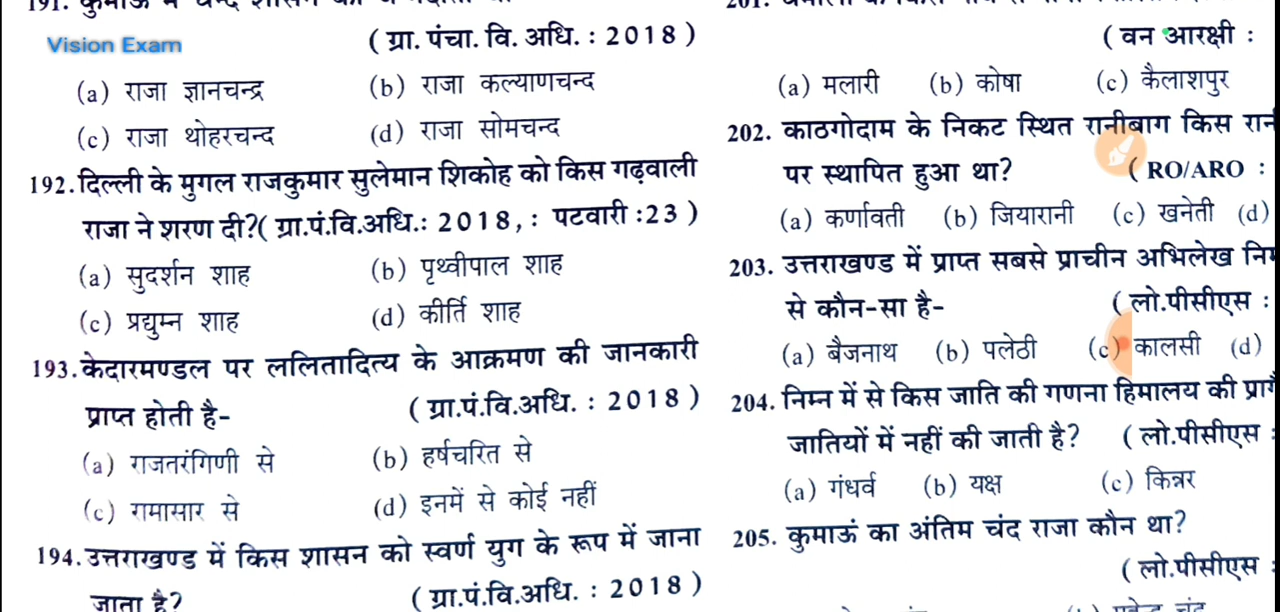 191. कुमाऊँ में चन्द शासन का
Vision Exam
( ग्रा. पंचा. वि. अधि. : 2018 )
(a) राजा ज्ञानचन्द्र (b) राजा कल्याणचन्द
(c) राजा थोहरचन्द (d) राजा सोमचन्द
192. दिल्ली के मुगल राजकुमार सुलेमान शिकोह को किस गढ़वाली
राजा ने शरण दी?( ग्रा.पं.वि.अधि.: 2018, : पटवारी :23 )
(a) सुदर्शन शाह (b) पृथ्वीपाल शाह
(c) प्रद्युम्न शाह (d) कीर्ति शाह
193. केदारमण्डल पर ललितादित्य के आक्रमण की जानकारी
प्राप्त होती है- ( ग्रा.पं.वि.अधि. : 2018 )
(a) राजतरंगिणी से (b) हर्षचरित से
(c) रामासार से (d) इनमें से कोई नहीं
194. उत्तराखण्ड में किस शासन को स्वर्ण युग के रूप में जाना
जाता है? ( ग्रा.पं.वि.अधि. : 2018 )
201.
( वन आरक्षी :
(a) मलारी (b) कोषा (c) कैलाशपुर
202. काठगोदाम के निकट स्थित रानीबाग किस
पर स्थापित हुआ था? ( RO/ARO :
(a) कर्णावती (b) जियारानी (c) खनेती (d)
203. उत्तराखण्ड में प्राप्त सबसे प्राचीन अभिलेख
से कौन-सा है- ( लो.पीसीएस :
(a) बैजनाथ (b) पलेठी (c) कालसी (d)
204. निम्न में से किस जाति की गणना हिमालय की
जातियों में नहीं की जाती है? ( लो.पीसीएस :
(a) गंधर्व (b) यक्ष (c) किन्नर
205. कुमाऊं का अंतिम चंद राजा कौन था?
( लो.पीसीएस :